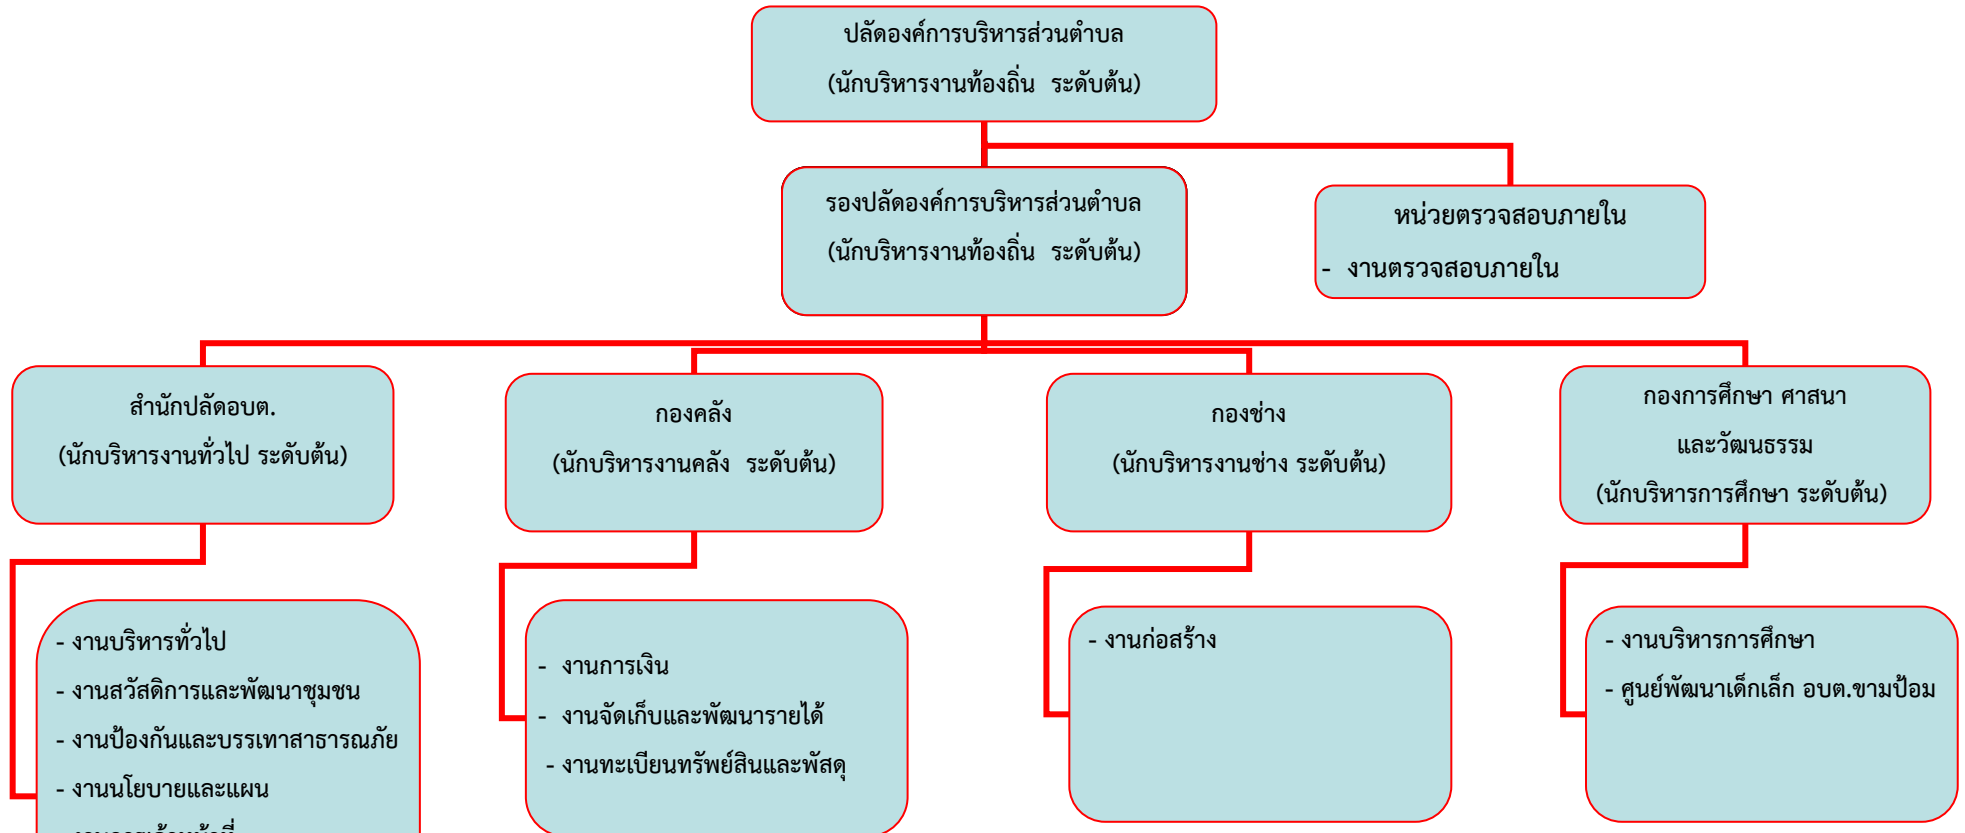 ปลัดองค์การบริหารส่วนตำบล
(นักบริหารงานท้องถิ่น ระดับต้น)
รองปลัดองค์การบริหารส่วนตำบล
(นักบริหารงานท้องถิ่น ระดับต้น)
หน่วยตรวจสอบภายใน
- งานตรวจสอบภายใน
สำนักปลัดอบต.
(นักบริหารงานทั่วไป ระดับต้น)
กองคลัง
(นักบริหารงานคลัง ระดับต้น)
กองช่าง
(นักบริหารงานช่าง ระดับต้น)
กองการศึกษา ศาสนา
และวัฒนธรรม
(นักบริหารการศึกษา ระดับต้น)
- งานบริหารทั่วไป
- งานสวัสดิการและพัฒนาชุมชน
- งานป้องกันและบรรเทาสาธารณภัย
- งานนโยบายและแผน
- งานการเงิน
- งานจัดเก็บและพัฒนารายได้
- งานทะเบียนทรัพย์สินและพัสดุ
- งานก่อสร้าง
- งานบริหารการศึกษา
- ศูนย์พัฒนาเด็กเล็ก อบต.ขามป้อม